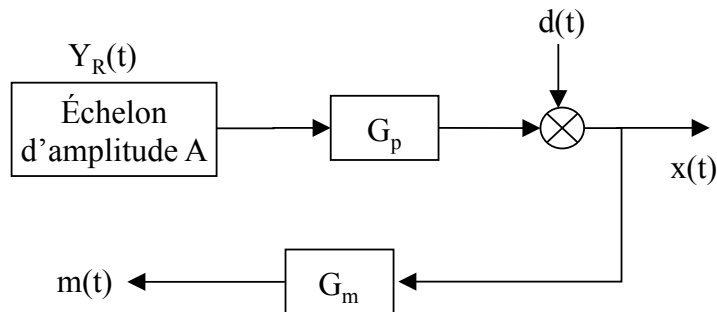 d(t)
Y_R(t)
Échelon
d’amplitude A
G_p
x(t)
m(t)
G_m